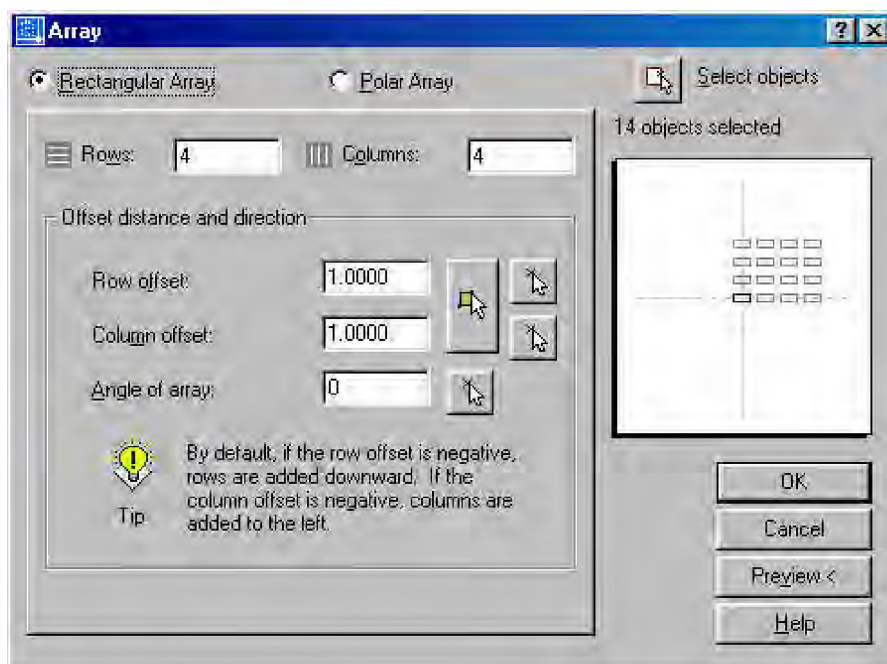 Array
Rectangular Array
Polar Array
Select objects
14 objects selected
Rows: 4
Columns: 4
Offset distance and direction
Row offset: 1.0000
Column offset: 1.0000
Angle of array: 0
Tip
By default, if the row offset is negative,
rows are added downward. If the
column offset is negative, columns are
added to the left.
OK
Cancel
Preview <
Help